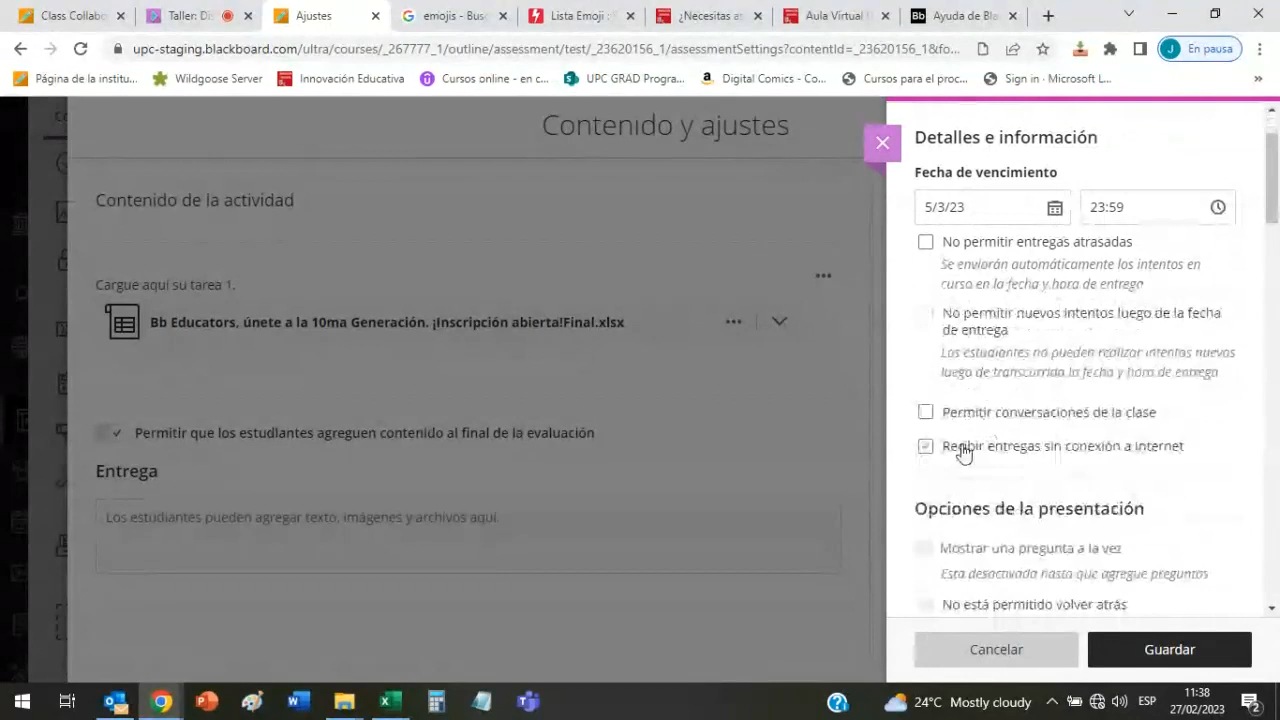 Class Collabo
Taller: Di
Ajustes
emojis - Bus
Lista Emoji
¿Necesitas a
Aula Virtual
Bb Ayuda de Bla
upc-staging.blackboard.com/ultra/courses/_267777_1/outline/assessment/test/_23620156_1/assessmentSettings?contentId=_23620156_1&fo...
J En pausa
Página de la institu...
Wildgoose Server
Innovación Educativa
Cursos online - en c...
UPC GRAD Progra...
Digital Comics - Co...
Cursos para el proc...
Sign in · Microsoft L...
»
Contenido y ajustes
Contenido de la actividad
Cargue aquí su tarea 1.
Bb Educators, únete a la 10ma Generación. ¡Inscripción abierta!Final.xlsx
Permitir que los estudiantes agreguen contenido al final de la evaluación
Entrega
Los estudiantes pueden agregar texto, imágenes y archivos aquí.
Detalles e información
Fecha de vencimiento
5/3/23
23:59
No permitir entregas atrasadas
Se enviarán automáticamente los intentos en
curso en la fecha y hora de entrega
No permitir nuevos intentos luego de la fecha
de entrega
Los estudiantes no pueden realizar intentos nuevos
luego de transcurrida la fecha y hora de entrega
Permitir conversaciones de la clase
Recibir entregas sin conexión a Internet
Opciones de la presentación
Mostrar una pregunta a la vez
Esta desactivada hasta que agregue preguntos
No está permitido volver atrás
Cancelar
Guardar
24°C Mostly cloudy
ESP
11:38
27/02/2023
2